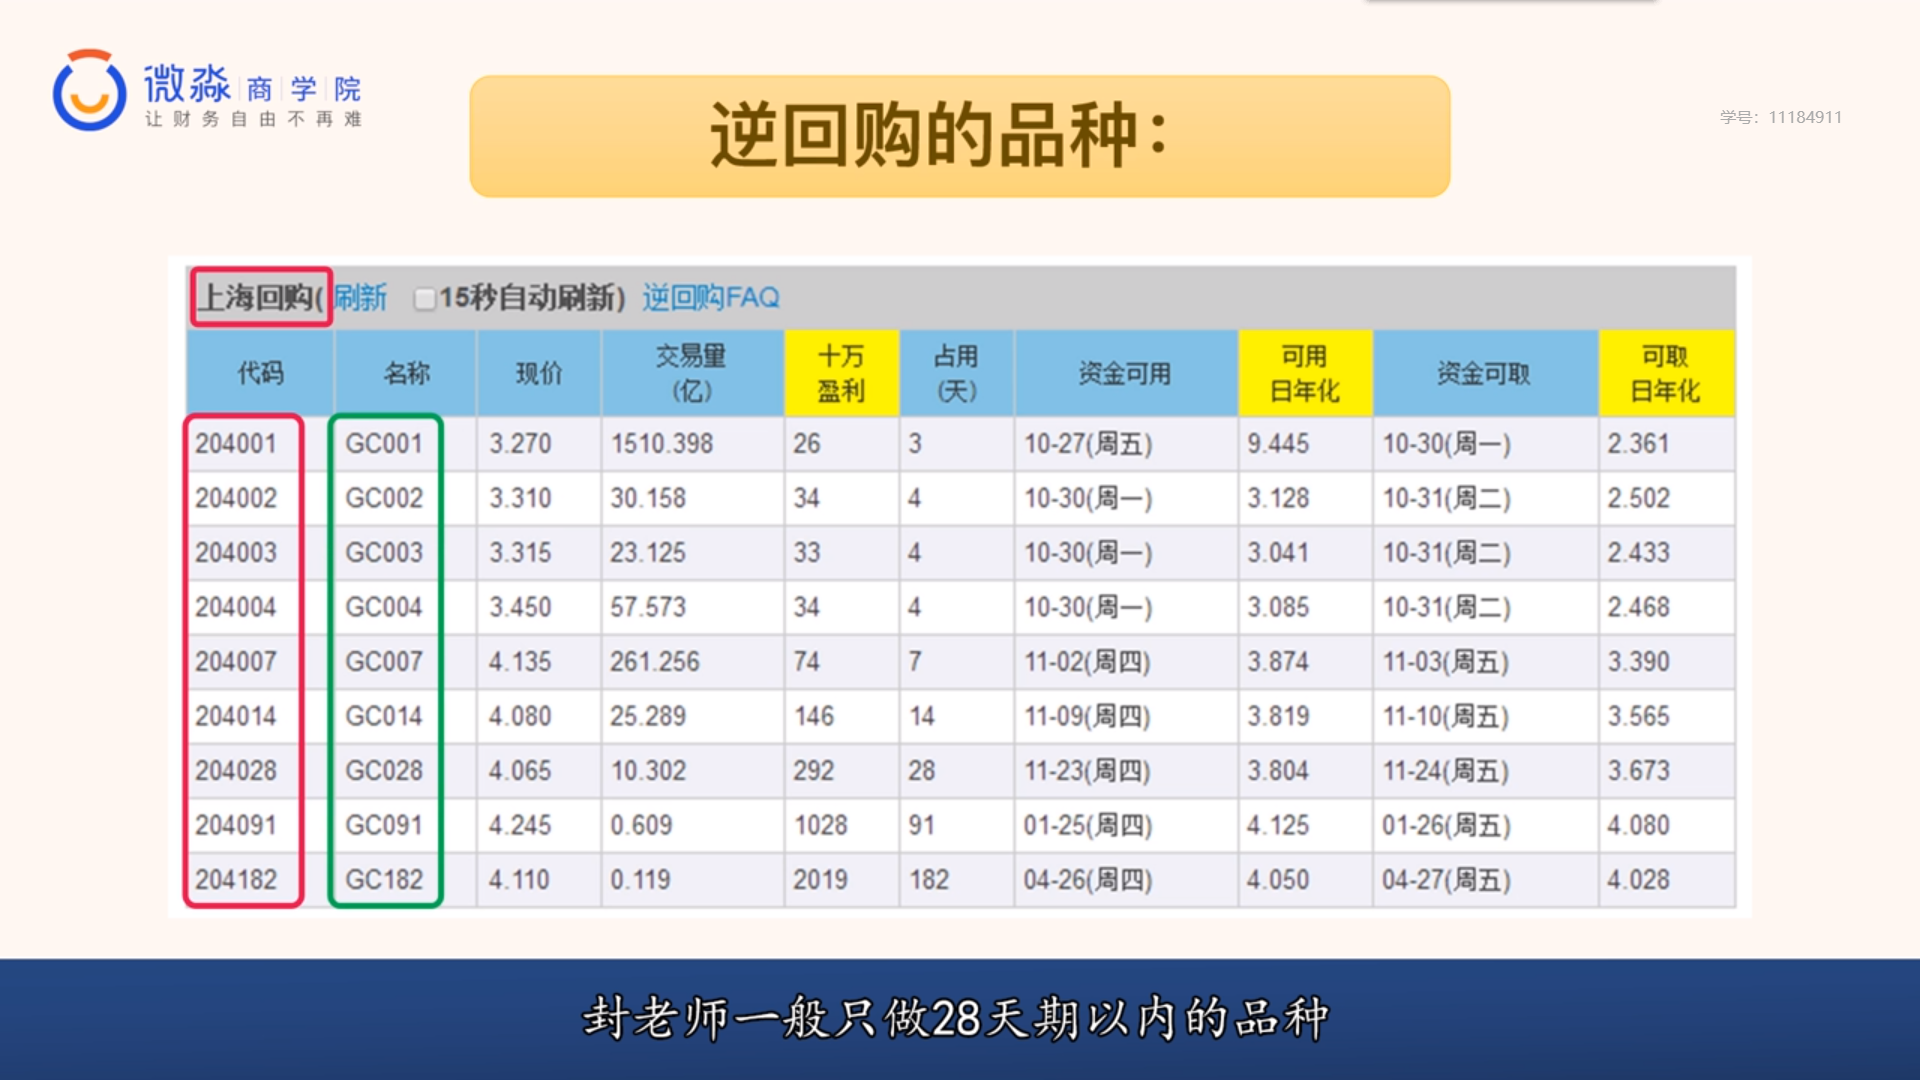 微淼商学院
让财务自由不再难
逆回购的品种：
学号：11184911
上海回购(刷新 15秒自动刷新) 逆回购FAQ
代码 名称 现价 交易量(亿) 十万盈利 占用(天) 资金可用 可用日年化 资金可取 可取日年化
204001 GC001 3.270 1510.398 26 3 10-27(周五) 9.445 10-30(周一) 2.361
204002 GC002 3.310 30.158 34 4 10-30(周一) 3.128 10-31(周二) 2.502
204003 GC003 3.315 23.125 33 4 10-30(周一) 3.041 10-31(周二) 2.433
204004 GC004 3.450 57.573 34 4 10-30(周一) 3.085 10-31(周二) 2.468
204007 GC007 4.135 261.256 74 7 11-02(周四) 3.874 11-03(周五) 3.390
204014 GC014 4.080 25.289 146 14 11-09(周四) 3.819 11-10(周五) 3.565
204028 GC028 4.065 10.302 292 28 11-23(周四) 3.804 11-24(周五) 3.673
204091 GC091 4.245 0.609 1028 91 01-25(周四) 4.125 01-26(周五) 4.080
204182 GC182 4.110 0.119 2019 182 04-26(周四) 4.050 04-27(周五) 4.028
封老师一般只做28天期以内的品种